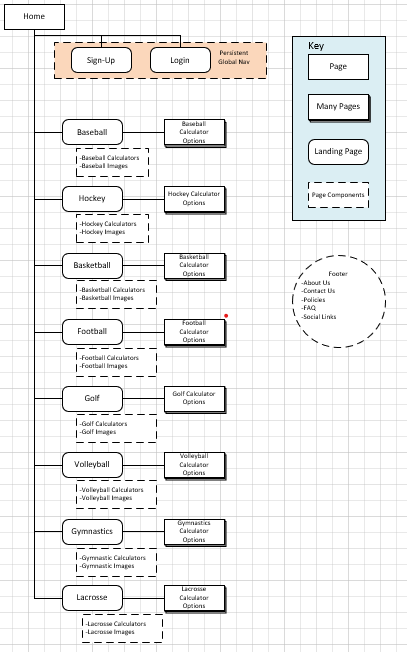 Home
Sign-Up
Login
Persistent
Global Nav
Key
Page
Many Pages
Landing Page
Page Components
Baseball
Baseball
Calculator
Options
-Baseball Calculators
-Baseball Images
Hockey
Hockey Calculator
Options
-Hockey Calculators
-Hockey Images
Basketball
Basketball
Calculator
Options
-Basketball Calculators
-Basketball Images
Footer
-About Us
-Contact Us
-Policies
-FAQ
-Social Links
Football
Football
Calculator
Options
-Football Calculators
-Football Images
Golf
Golf Calculator
Options
-Golf Calculators
-Golf Images
Volleyball
Volleyball
Calculator
Options
-Volleyball Calculators
-Volleyball Images
Gymnastics
Gymnastics
Calculator
Options
-Gymnastic Calculators
-Gymnastic Images
Lacrosse
Lacrosse
Calculator
Options
-Lacrosse Calculators
-Lacrosse Images